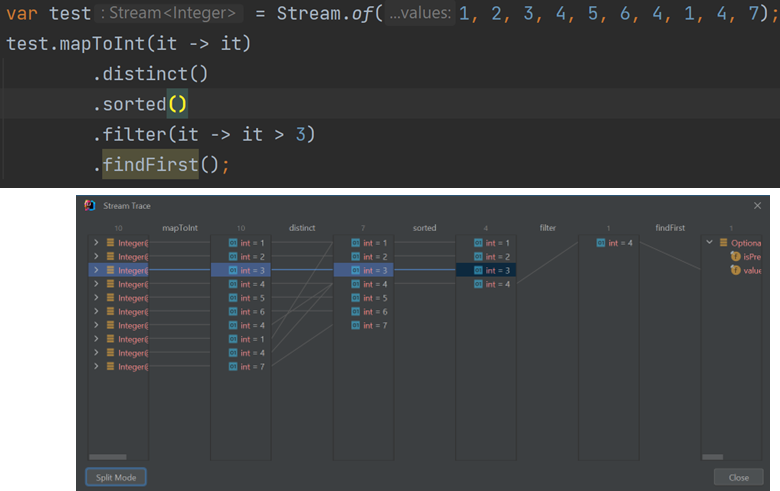 var test : Stream<Integer> = Stream.of( ...values: 1, 2, 3, 4, 5, 6, 4, 1, 4, 7);
test.mapToInt(it -> it)
.distinct()
.sorted()
.filter(it -> it > 3)
.findFirst();
Stream Trace
10 mapToInt 10 distinct 7 sorted 4 filter 1 findFirst 1
Integer( int = 1 int = 1 int = 1 int = 4 Optiona
Integer( int = 2 int = 2 int = 2 isPre
Integer( int = 3 int = 3 int = 3 value
Integer( int = 4 int = 4 int = 4
Integer( int = 5 int = 5
Integer( int = 6 int = 6
Integer( int = 4 int = 7
Integer( int = 1
Integer( int = 4
Integer( int = 7
Split Mode Close